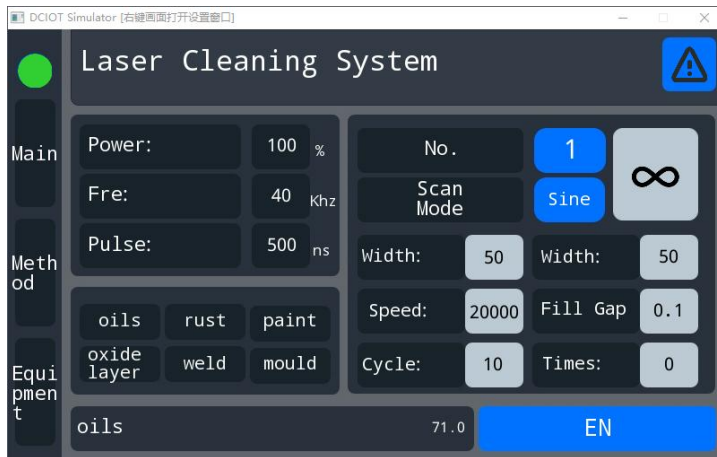 DCIOT Simulator [右键画面打开设置窗口]
Laser Cleaning System
Main
Meth
od
Equi
pmen
t
Power: 100 %
Fre: 40 Khz
Pulse: 500 ns
oils rust paint
oxide
layer
weld mould
No. 1
Scan
Mode
Sine
∞
Width: 50 Width: 50
Speed: 20000 Fill Gap 0.1
Cycle: 10 Times: 0
oils 71.0
EN